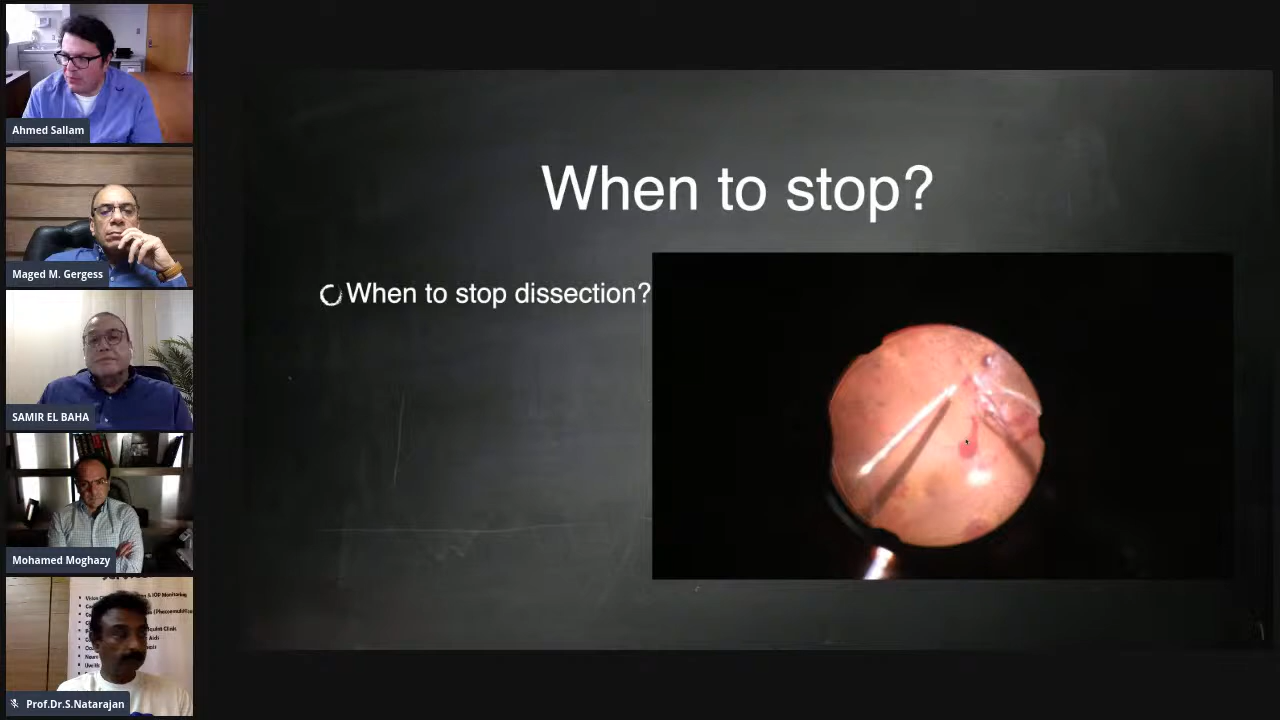 Ahmed Sallam
Maged M. Gergess
SAMIR EL BAHA
Mohamed Moghazy
Prof.Dr.S.Natarajan
When to stop?
When to stop dissection?